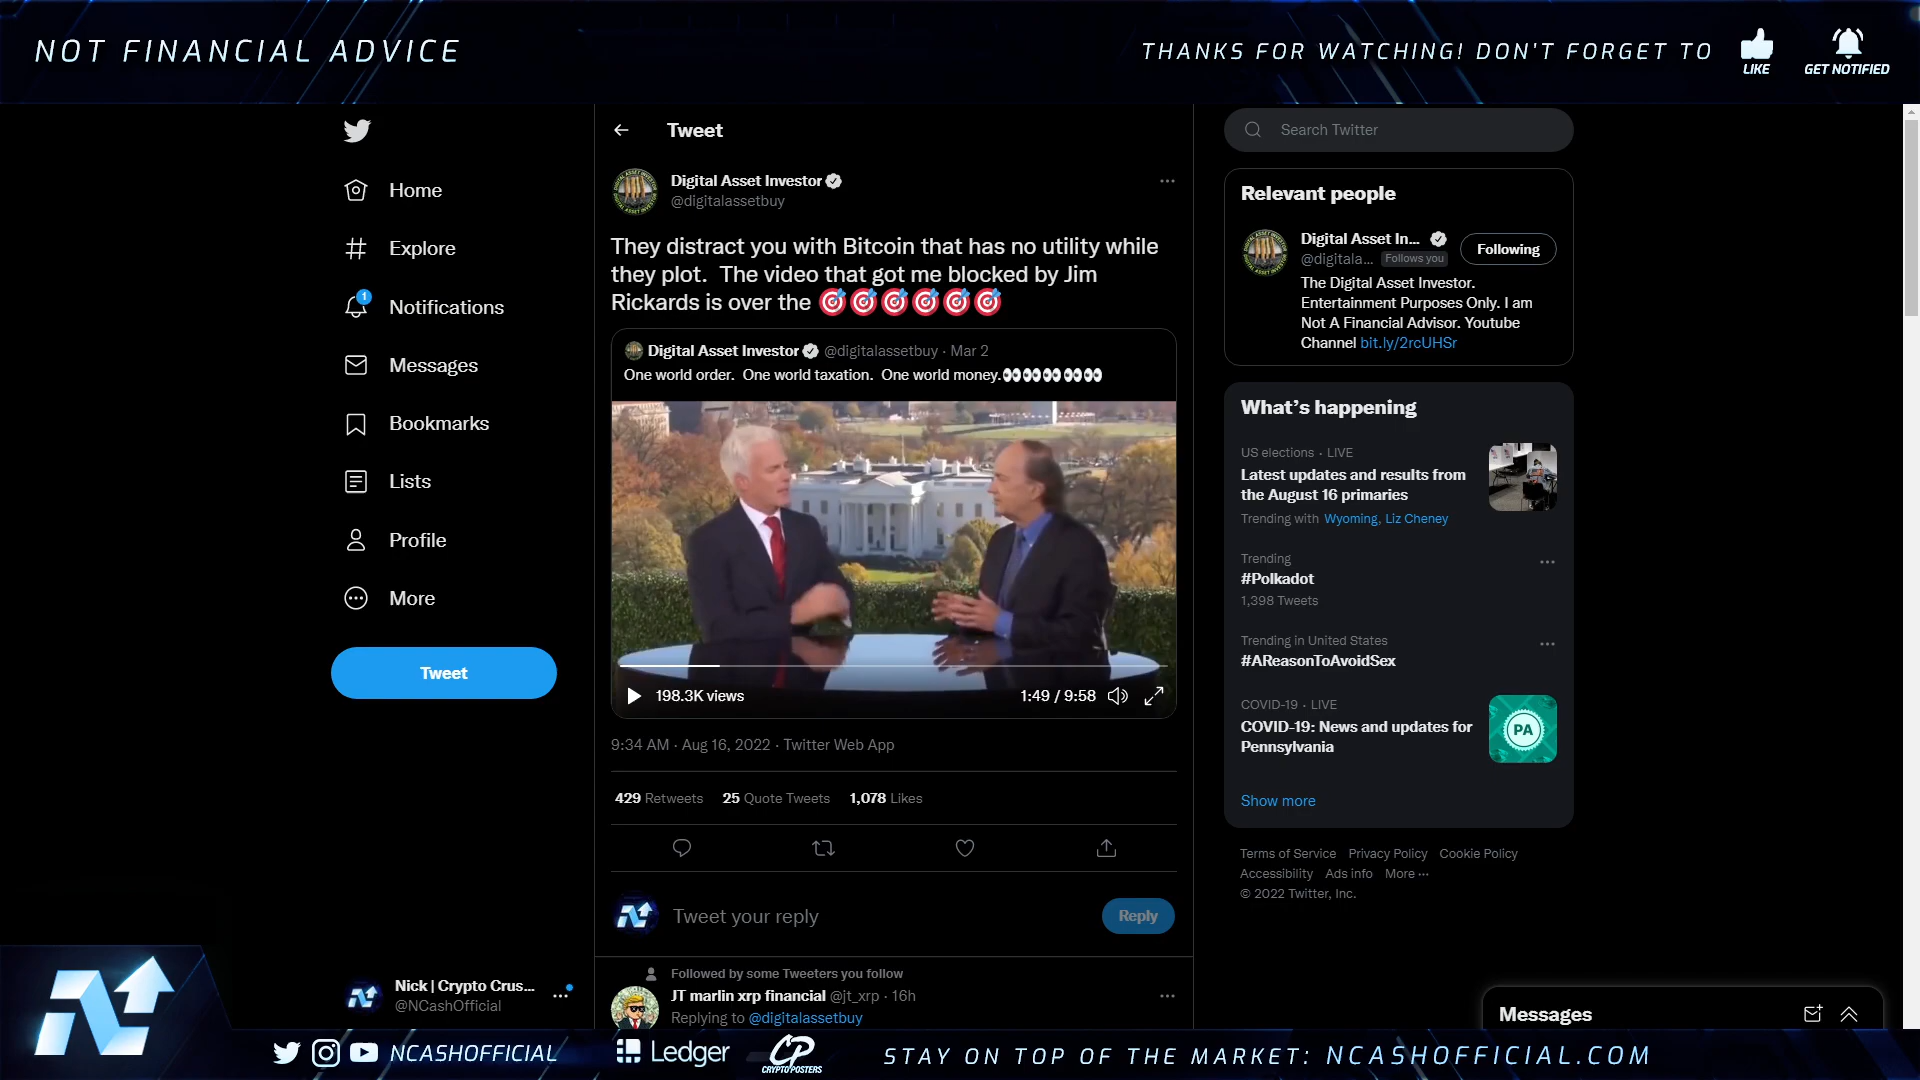 NOT FINANCIAL ADVICE
THANKS FOR WATCHING! DON'T FORGET TO
LIKE
GET NOTIFIED
Home
Explore
1
Notifications
Messages
Bookmarks
Lists
Profile
More
Tweet
Nick | Crypto Crus...
@NCashOfficial
Tweet
Digital Asset Investor
@digitalassetbuy
They distract you with Bitcoin that has no utility while
they plot. The video that got me blocked by Jim
Rickards is over the 🎯🎯🎯🎯🎯🎯
Digital Asset Investor @digitalassetbuy · Mar 2
One world order. One world taxation. One world money.👀👀👀👀👀
198.3K views
1:49 / 9:58
9:34 AM · Aug 16, 2022 · Twitter Web App
429 Retweets 25 Quote Tweets 1,078 Likes
Tweet your reply
Reply
Followed by some Tweeters you follow
JT marlin xrp financial @jt_xrp · 16h
Replying to @digitalassetbuy
Search Twitter
Relevant people
Digital Asset In...
@digitala... Follows you
Following
The Digital Asset Investor.
Entertainment Purposes Only. I am
Not A Financial Advisor. Youtube
Channel bit.ly/2rcUHSr
What's happening
US elections · LIVE
Latest updates and results from
the August 16 primaries
Trending with Wyoming, Liz Cheney
Trending
#Polkadot
1,398 Tweets
Trending in United States
#AReasonToAvoidSex
COVID-19 · LIVE
COVID-19: News and updates for
Pennsylvania
PA
Show more
Terms of Service Privacy Policy Cookie Policy
Accessibility Ads info More ···
© 2022 Twitter, Inc.
Messages
NCASHOFFICIAL
Ledger
CP
CRYPTOPOSTERS
STAY ON TOP OF THE MARKET: NCASHOFFICIAL.COM